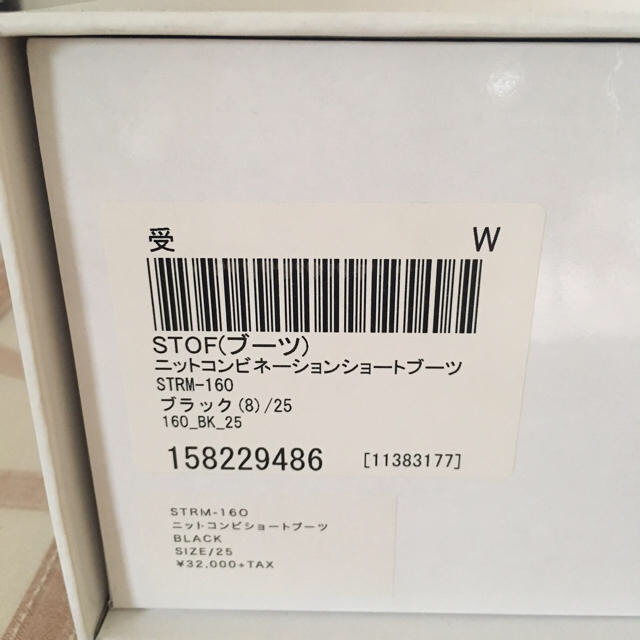 受 W
STOF(ブーツ)
ニットコンビネーションショートブーツ
STRM-160
ブラック(8)/25
160_BK_25
158229486 [11383177]
STRM-160
ニットコンビショートブーツ
BLACK
SIZE/25
¥32,000+TAX